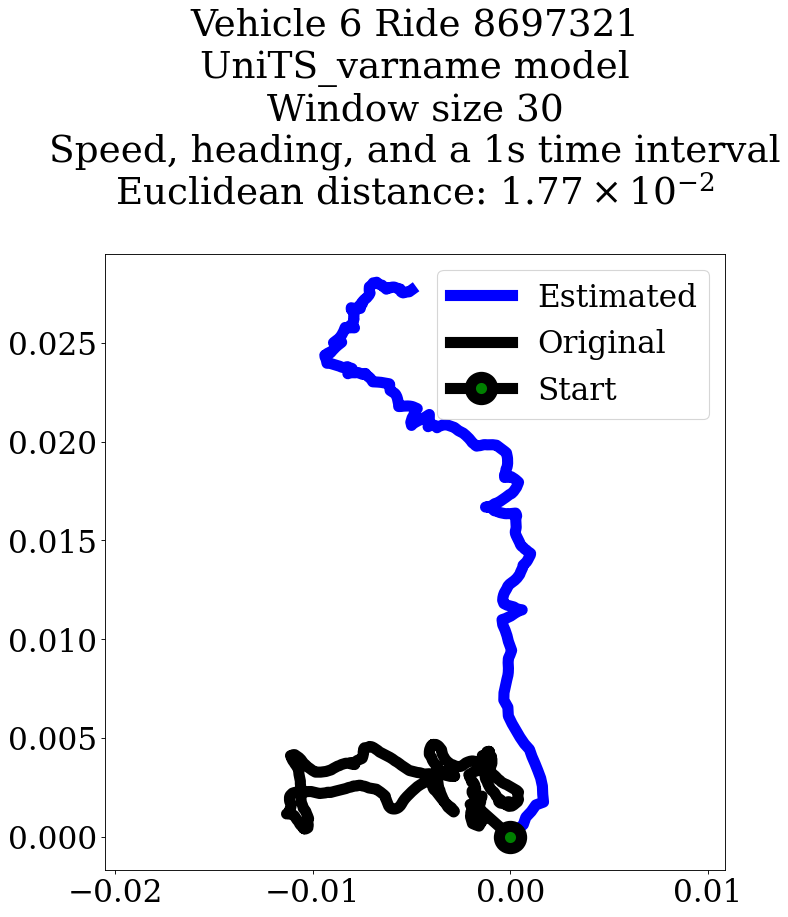 Vehicle 6 Ride 8697321
UniTS_varname model
Window size 30
Speed, heading, and a 1s time interval
Euclidean distance: 1.77 × 10⁻²
Estimated
Original
Start
0.025
0.020
0.015
0.010
0.005
0.000
−0.02
−0.01
0.00
0.01